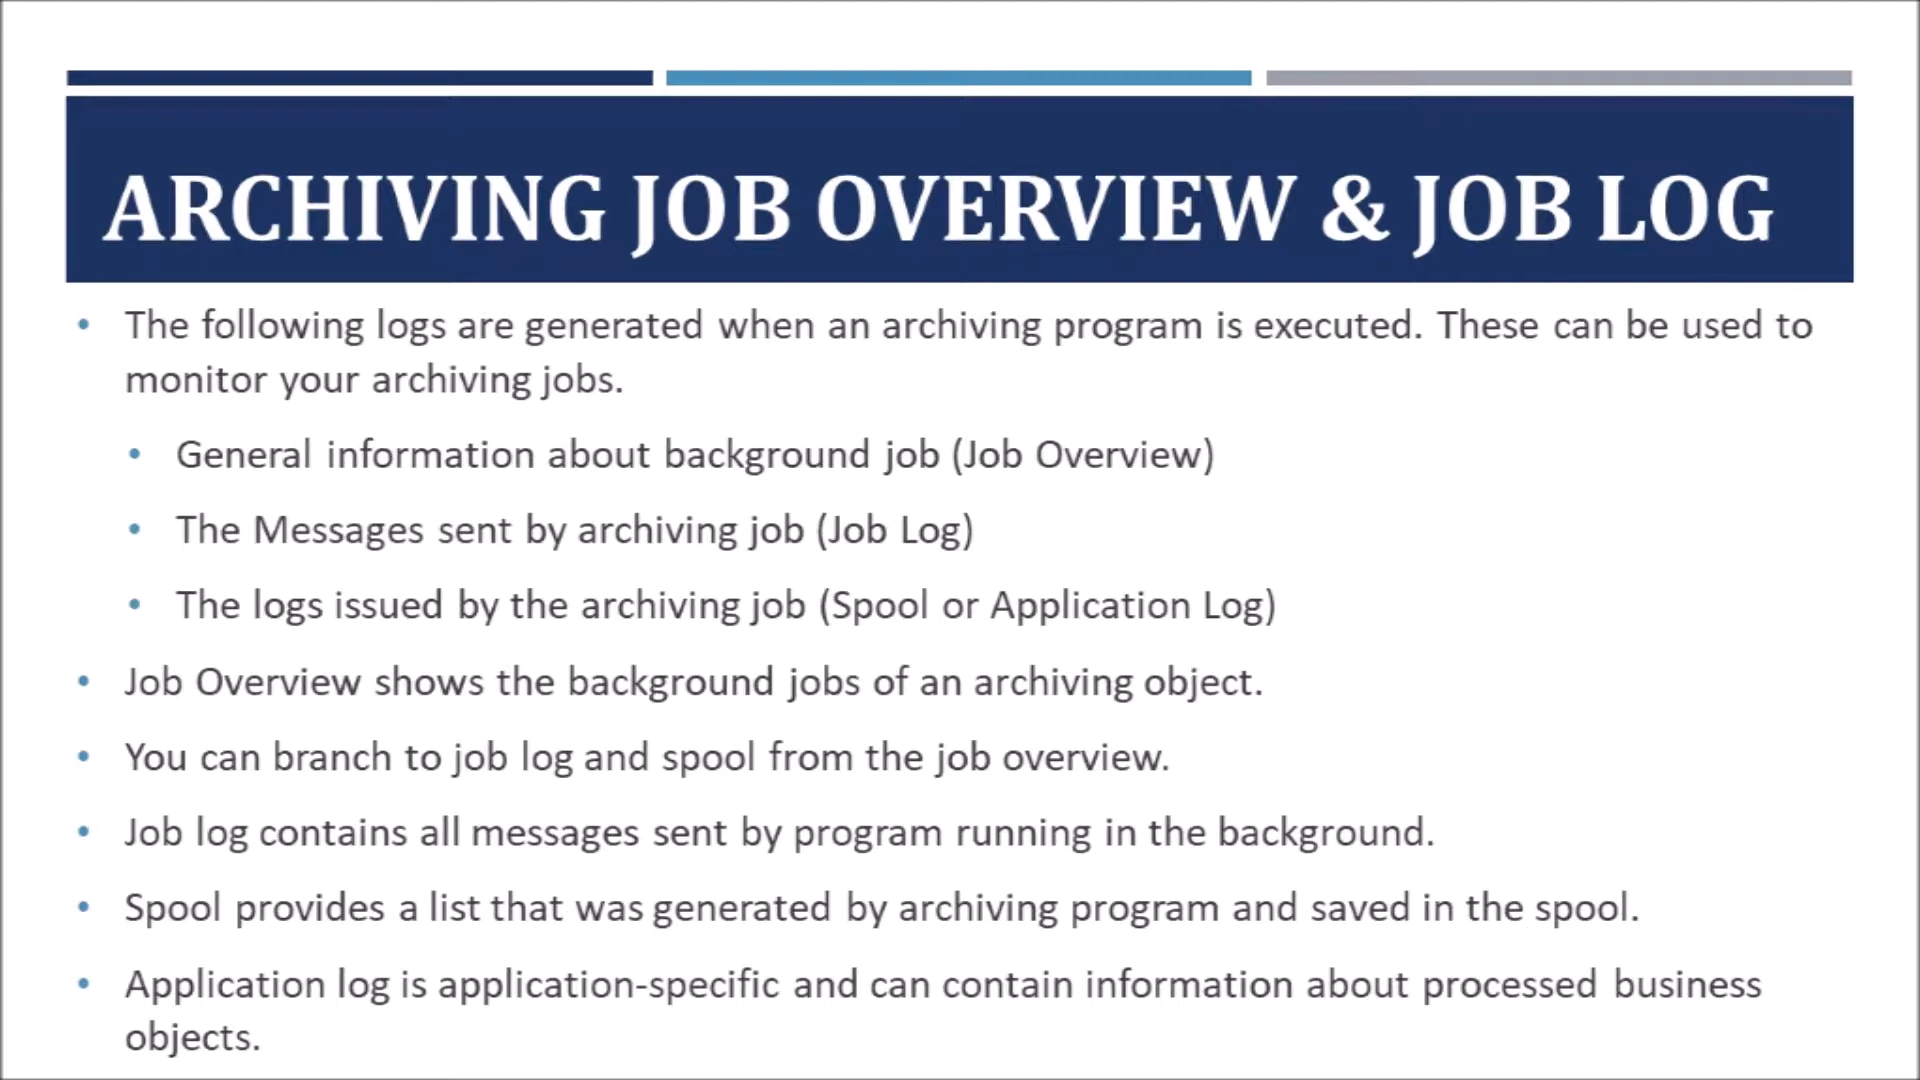 ARCHIVING JOB OVERVIEW & JOB LOG
• The following logs are generated when an archiving program is executed. These can be used to
monitor your archiving jobs.
• General information about background job (Job Overview)
• The Messages sent by archiving job (Job Log)
• The logs issued by the archiving job (Spool or Application Log)
• Job Overview shows the background jobs of an archiving object.
• You can branch to job log and spool from the job overview.
• Job log contains all messages sent by program running in the background.
• Spool provides a list that was generated by archiving program and saved in the spool.
• Application log is application-specific and can contain information about processed business
objects.